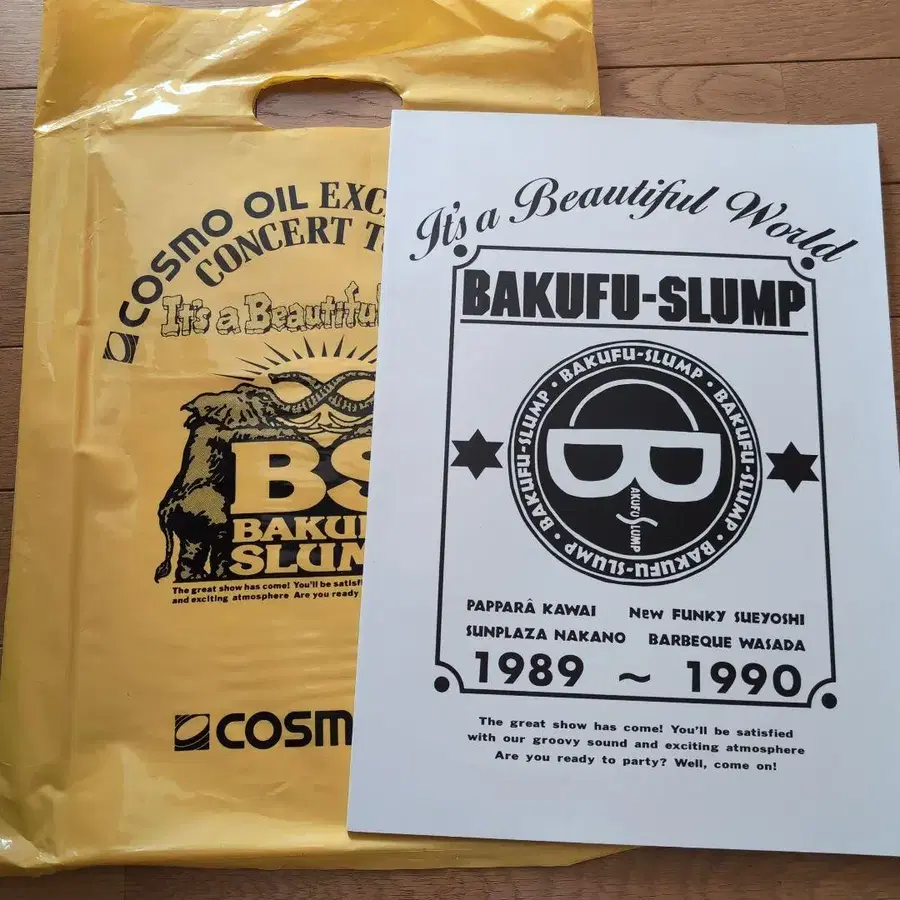 COSMO OIL EXC
CONCERT T
It's a Beautiful
BS
BAKUF
SLUM
The great show has come! You'll be satisfi
and exciting atmosphere Are you ready
COSM
It's a Beautiful World
BAKUFU-SLUMP
BAKUFU-SLUMP · BAKUFU-SLUMP · BAKUFU-SLUMP · BAKUFU-SLUMP · BAKUFU-SLUMP ·
B
AKUFU SLUMP
PAPPARÂ KAWAI New FUNKY SUEYOSHI
SUNPLAZA NAKANO BARBEQUE WASADA
1989 ~ 1990
The great show has come! You'll be satisfied
with our groovy sound and exciting atmosphere
Are you ready to party? Well, come on!